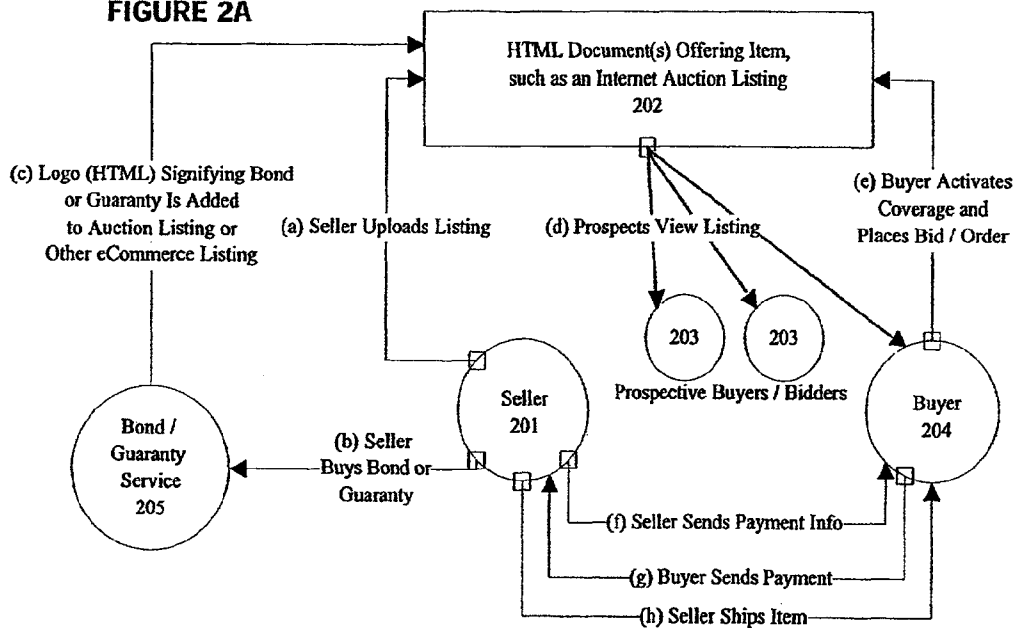 FIGURE 2A
HTML Document(s) Offering Item,
such as an Internet Auction Listing
202
(c) Logo (HTML) Signifying Bond
or Guaranty Is Added
to Auction Listing or
Other eCommerce Listing
(a) Seller Uploads Listing
(d) Prospects View Listing
(e) Buyer Activates
Coverage and
Places Bid / Order
203
203
Prospective Buyers / Bidders
Seller
201
Buyer
204
Bond /
Guaranty
Service
205
(b) Seller
Buys Bond or
Guaranty
(f) Seller Sends Payment Info
(g) Buyer Sends Payment
(h) Seller Ships Item